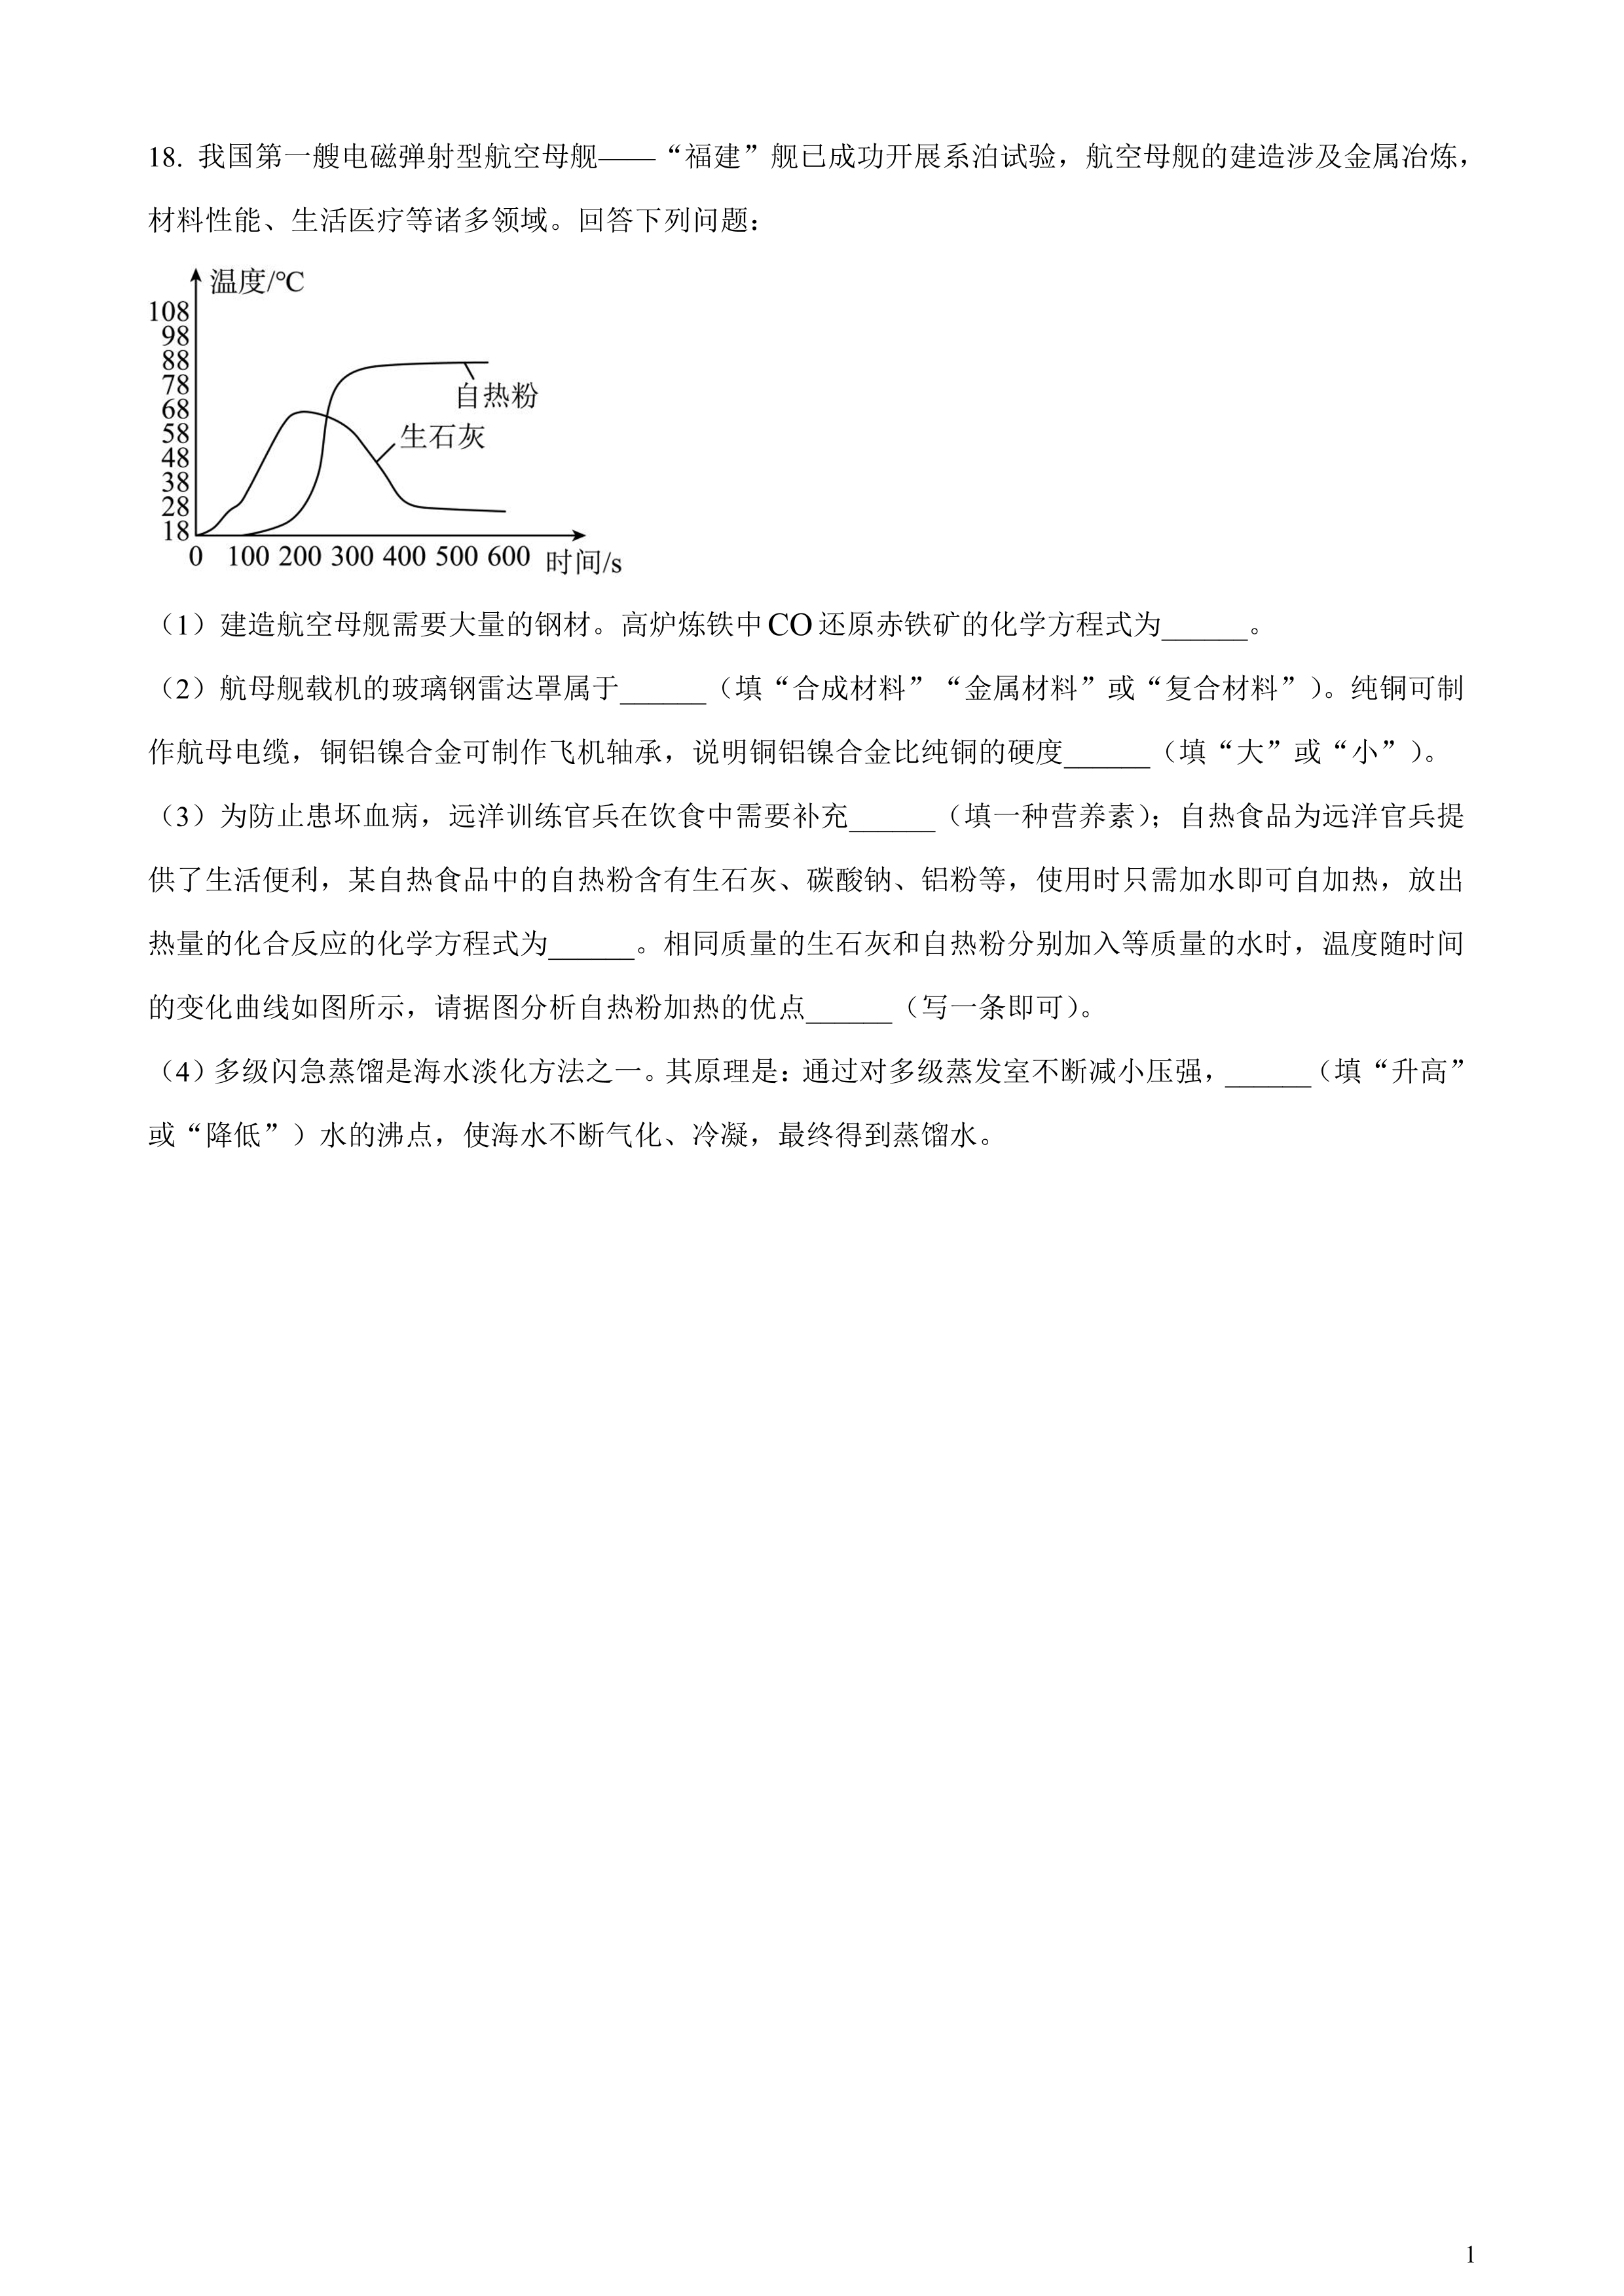 18. 我国第一艘电磁弹射型航空母舰——“福建”舰已成功开展系泊试验，航空母舰的建造涉及金属冶炼，
材料性能、生活医疗等诸多领域。回答下列问题：
温度/℃
108
98
88
78
68
58
48
38
28
18
自热粉
生石灰
0 100 200 300 400 500 600 时间/s
（1）建造航空母舰需要大量的钢材。高炉炼铁中CO还原赤铁矿的化学方程式为______。
（2）航母舰载机的玻璃钢雷达罩属于______（填“合成材料”“金属材料”或“复合材料”）。纯铜可制
作航母电缆，铜铝镍合金可制作飞机轴承，说明铜铝镍合金比纯铜的硬度______（填“大”或“小”）。
（3）为防止患坏血病，远洋训练官兵在饮食中需要补充______（填一种营养素）；自热食品为远洋官兵提
供了生活便利，某自热食品中的自热粉含有生石灰、碳酸钠、铝粉等，使用时只需加水即可自加热，放出
热量的化合反应的化学方程式为______。相同质量的生石灰和自热粉分别加入等质量的水时，温度随时间
的变化曲线如图所示，请据图分析自热粉加热的优点______（写一条即可）。
（4）多级闪急蒸馏是海水淡化方法之一。其原理是：通过对多级蒸发室不断减小压强，______（填“升高”
或“降低”）水的沸点，使海水不断气化、冷凝，最终得到蒸馏水。
1